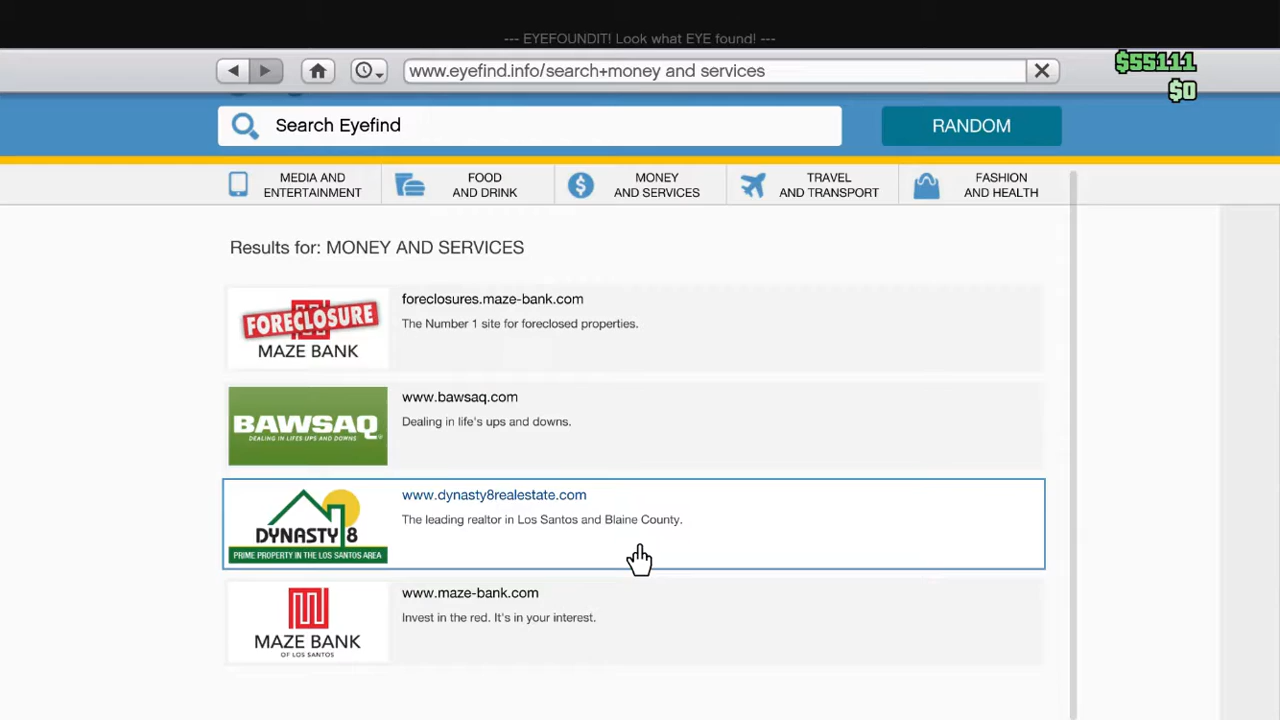 --- EYEFOUNDIT! Look what EYE found! ---
www.eyefind.info/search+money and services
$55111
$0
Search Eyefind
RANDOM
MEDIA AND
ENTERTAINMENT
FOOD
AND DRINK
MONEY
AND SERVICES
TRAVEL
AND TRANSPORT
FASHION
AND HEALTH
Results for: MONEY AND SERVICES
FORECLOSURE
MAZE BANK
foreclosures.maze-bank.com
The Number 1 site for foreclosed properties.
BAWSAQ
DEALING IN LIFES UPS AND DOWNS
www.bawsaq.com
Dealing in life's ups and downs.
DYNASTY 8
PRIME PROPERTY IN THE LOS SANTOS AREA
www.dynasty8realestate.com
The leading realtor in Los Santos and Blaine County.
MAZE BANK
OF LOS SANTOS
www.maze-bank.com
Invest in the red. It's in your interest.